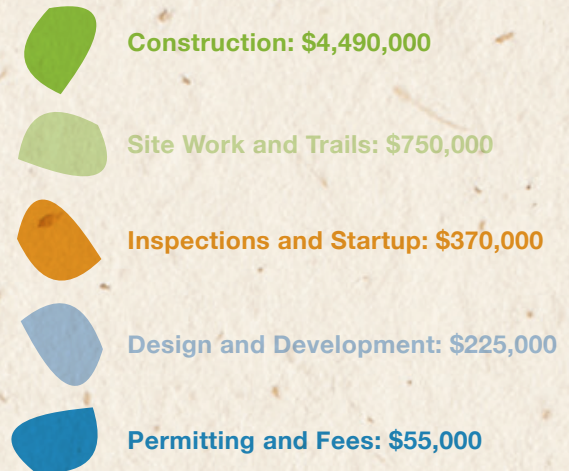 Construction: $4,490,000
Site Work and Trails: $750,000
Inspections and Startup: $370,000
Design and Development: $225,000
Permitting and Fees: $55,000